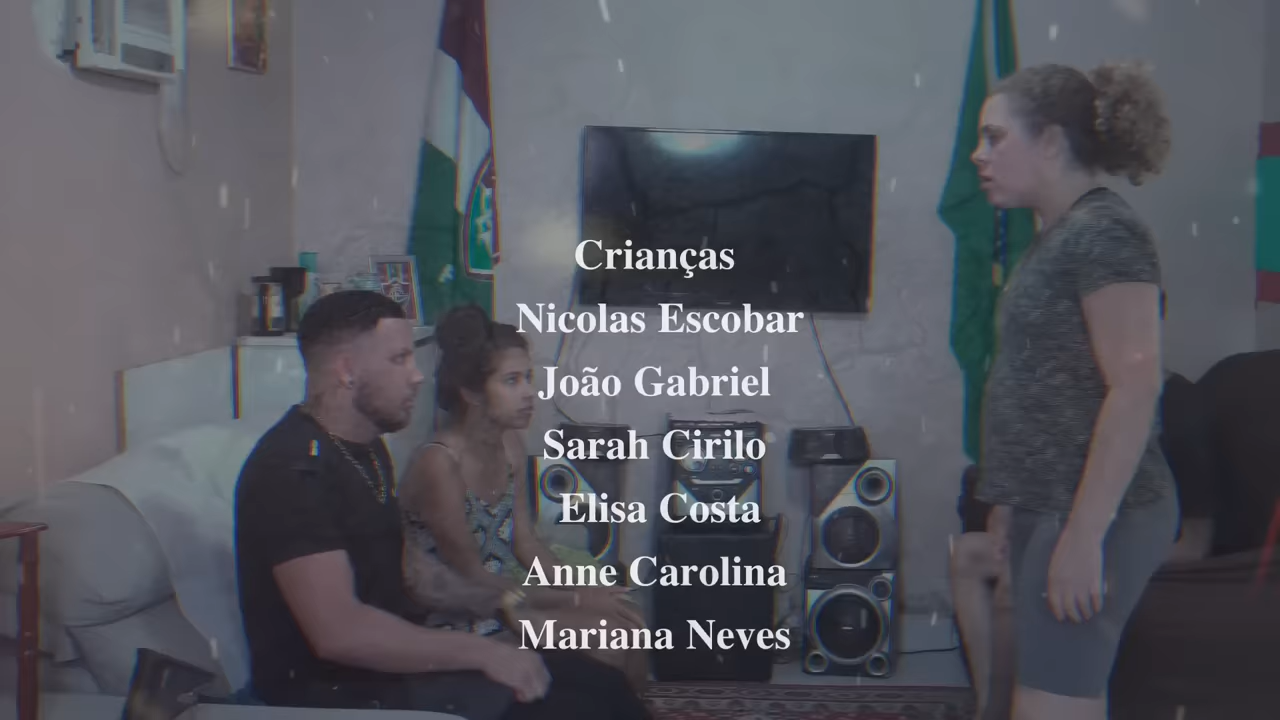 Crianças
Nicolas Escobar
João Gabriel
Sarah Cirilo
Elisa Costa
Anne Carolina
Mariana Neves